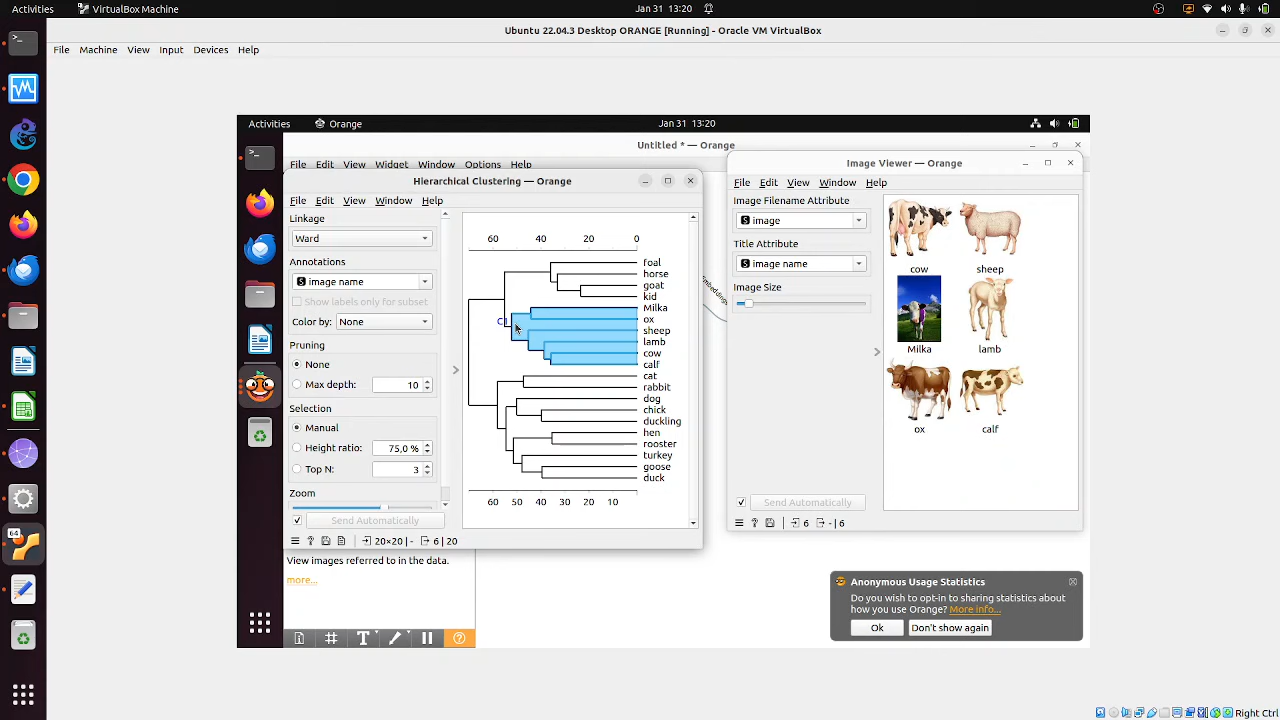 Activities
VirtualBox Machine
Jan 31 13:20
Ubuntu 22.04.3 Desktop ORANGE [Running] - Oracle VM VirtualBox
File Machine View Input Devices Help
Activities
Orange
Jan 31 13:20
Untitled * — Orange
File Edit View Widget Window Options Help
Hierarchical Clustering — Orange
File Edit View Window Help
Linkage
Ward
Annotations
S image name
Show labels only for subset
Color by: None
Pruning
None
Max depth: 10
Selection
Manual
Height ratio: 75,0 %
Top N: 3
Zoom
Send Automatically
20×20 | - 6 | 20
60 40 20 0
foal
horse
goat
kid
Milka
ox
sheep
lamb
cow
calf
cat
rabbit
dog
chick
duckling
hen
rooster
turkey
goose
duck
60 50 40 30 20 10
Image Viewer — Orange
File Edit View Window Help
Image Filename Attribute
S image
Title Attribute
S image name
Image Size
Send Automatically
6 - | 6
cow sheep
Milka lamb
ox calf
View images referred to in the data.
more...
Anonymous Usage Statistics
Do you wish to opt-in to sharing statistics about
how you use Orange? More info...
Ok Don't show again
64
Right Ctrl